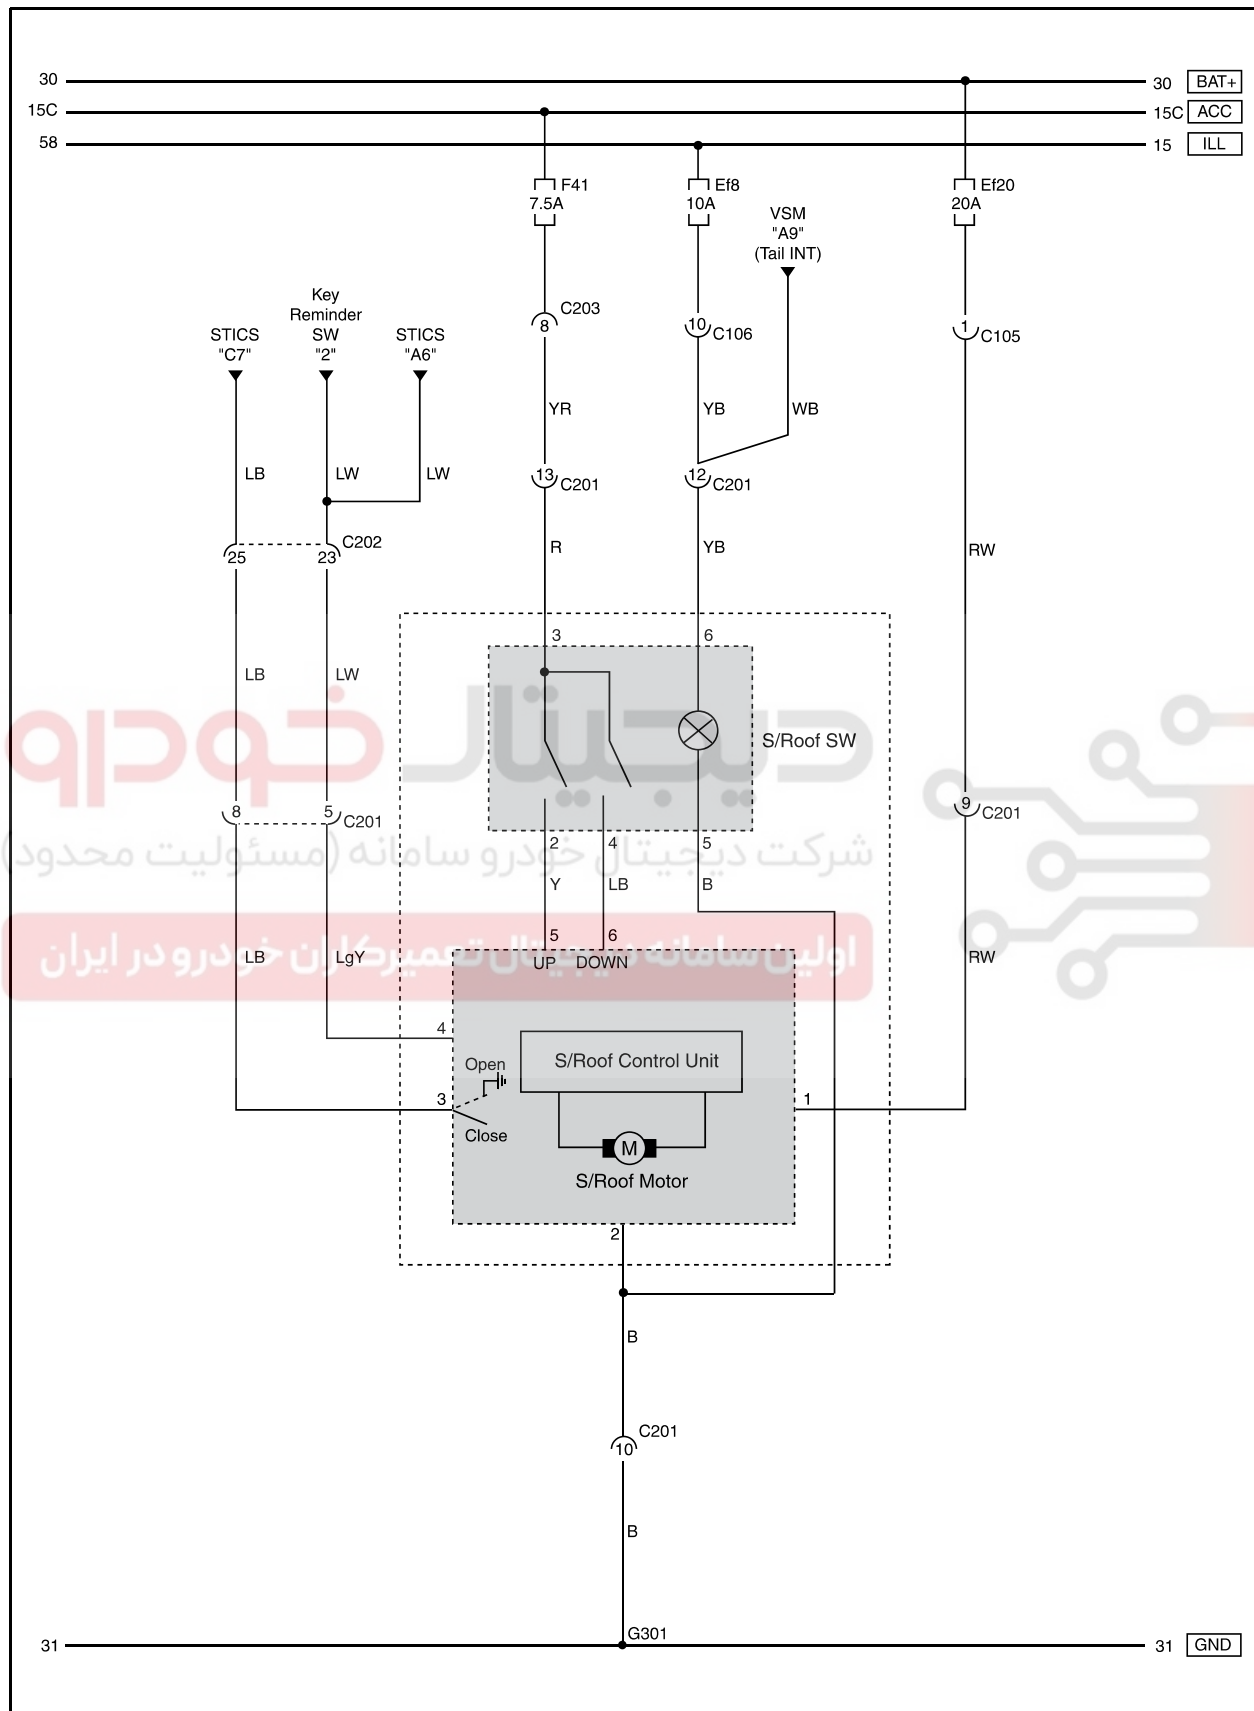 30
30 BAT+
15C
15C ACC
58
15 ILL
F41
7.5A
Ef8
10A
Ef20
20A
VSM
"A9"
(Tail INT)
Key
Reminder
SW
"2"
STICS
"C7"
STICS
"A6"
C203
8
10
C106
1
C105
YR
YB
WB
LB
LW
LW
13
C201
12
C201
C202
25
23
R
YB
RW
3
6
LB
LW
S/Roof SW
دیجیتال خودرو
8
5
C201
9
C201
2
4
5
شرکت دیجیتال خودرو سامانه (مسئولیت محدود)
Y
LB
B
5
6
اولین سامانه دیجیتال تعمیرکاران خودرو در ایران
LB
LgY
UP
DOWN
RW
4
Open
S/Roof Control Unit
3
1
Close
M
S/Roof Motor
2
B
C201
10
B
G301
31
31 GND